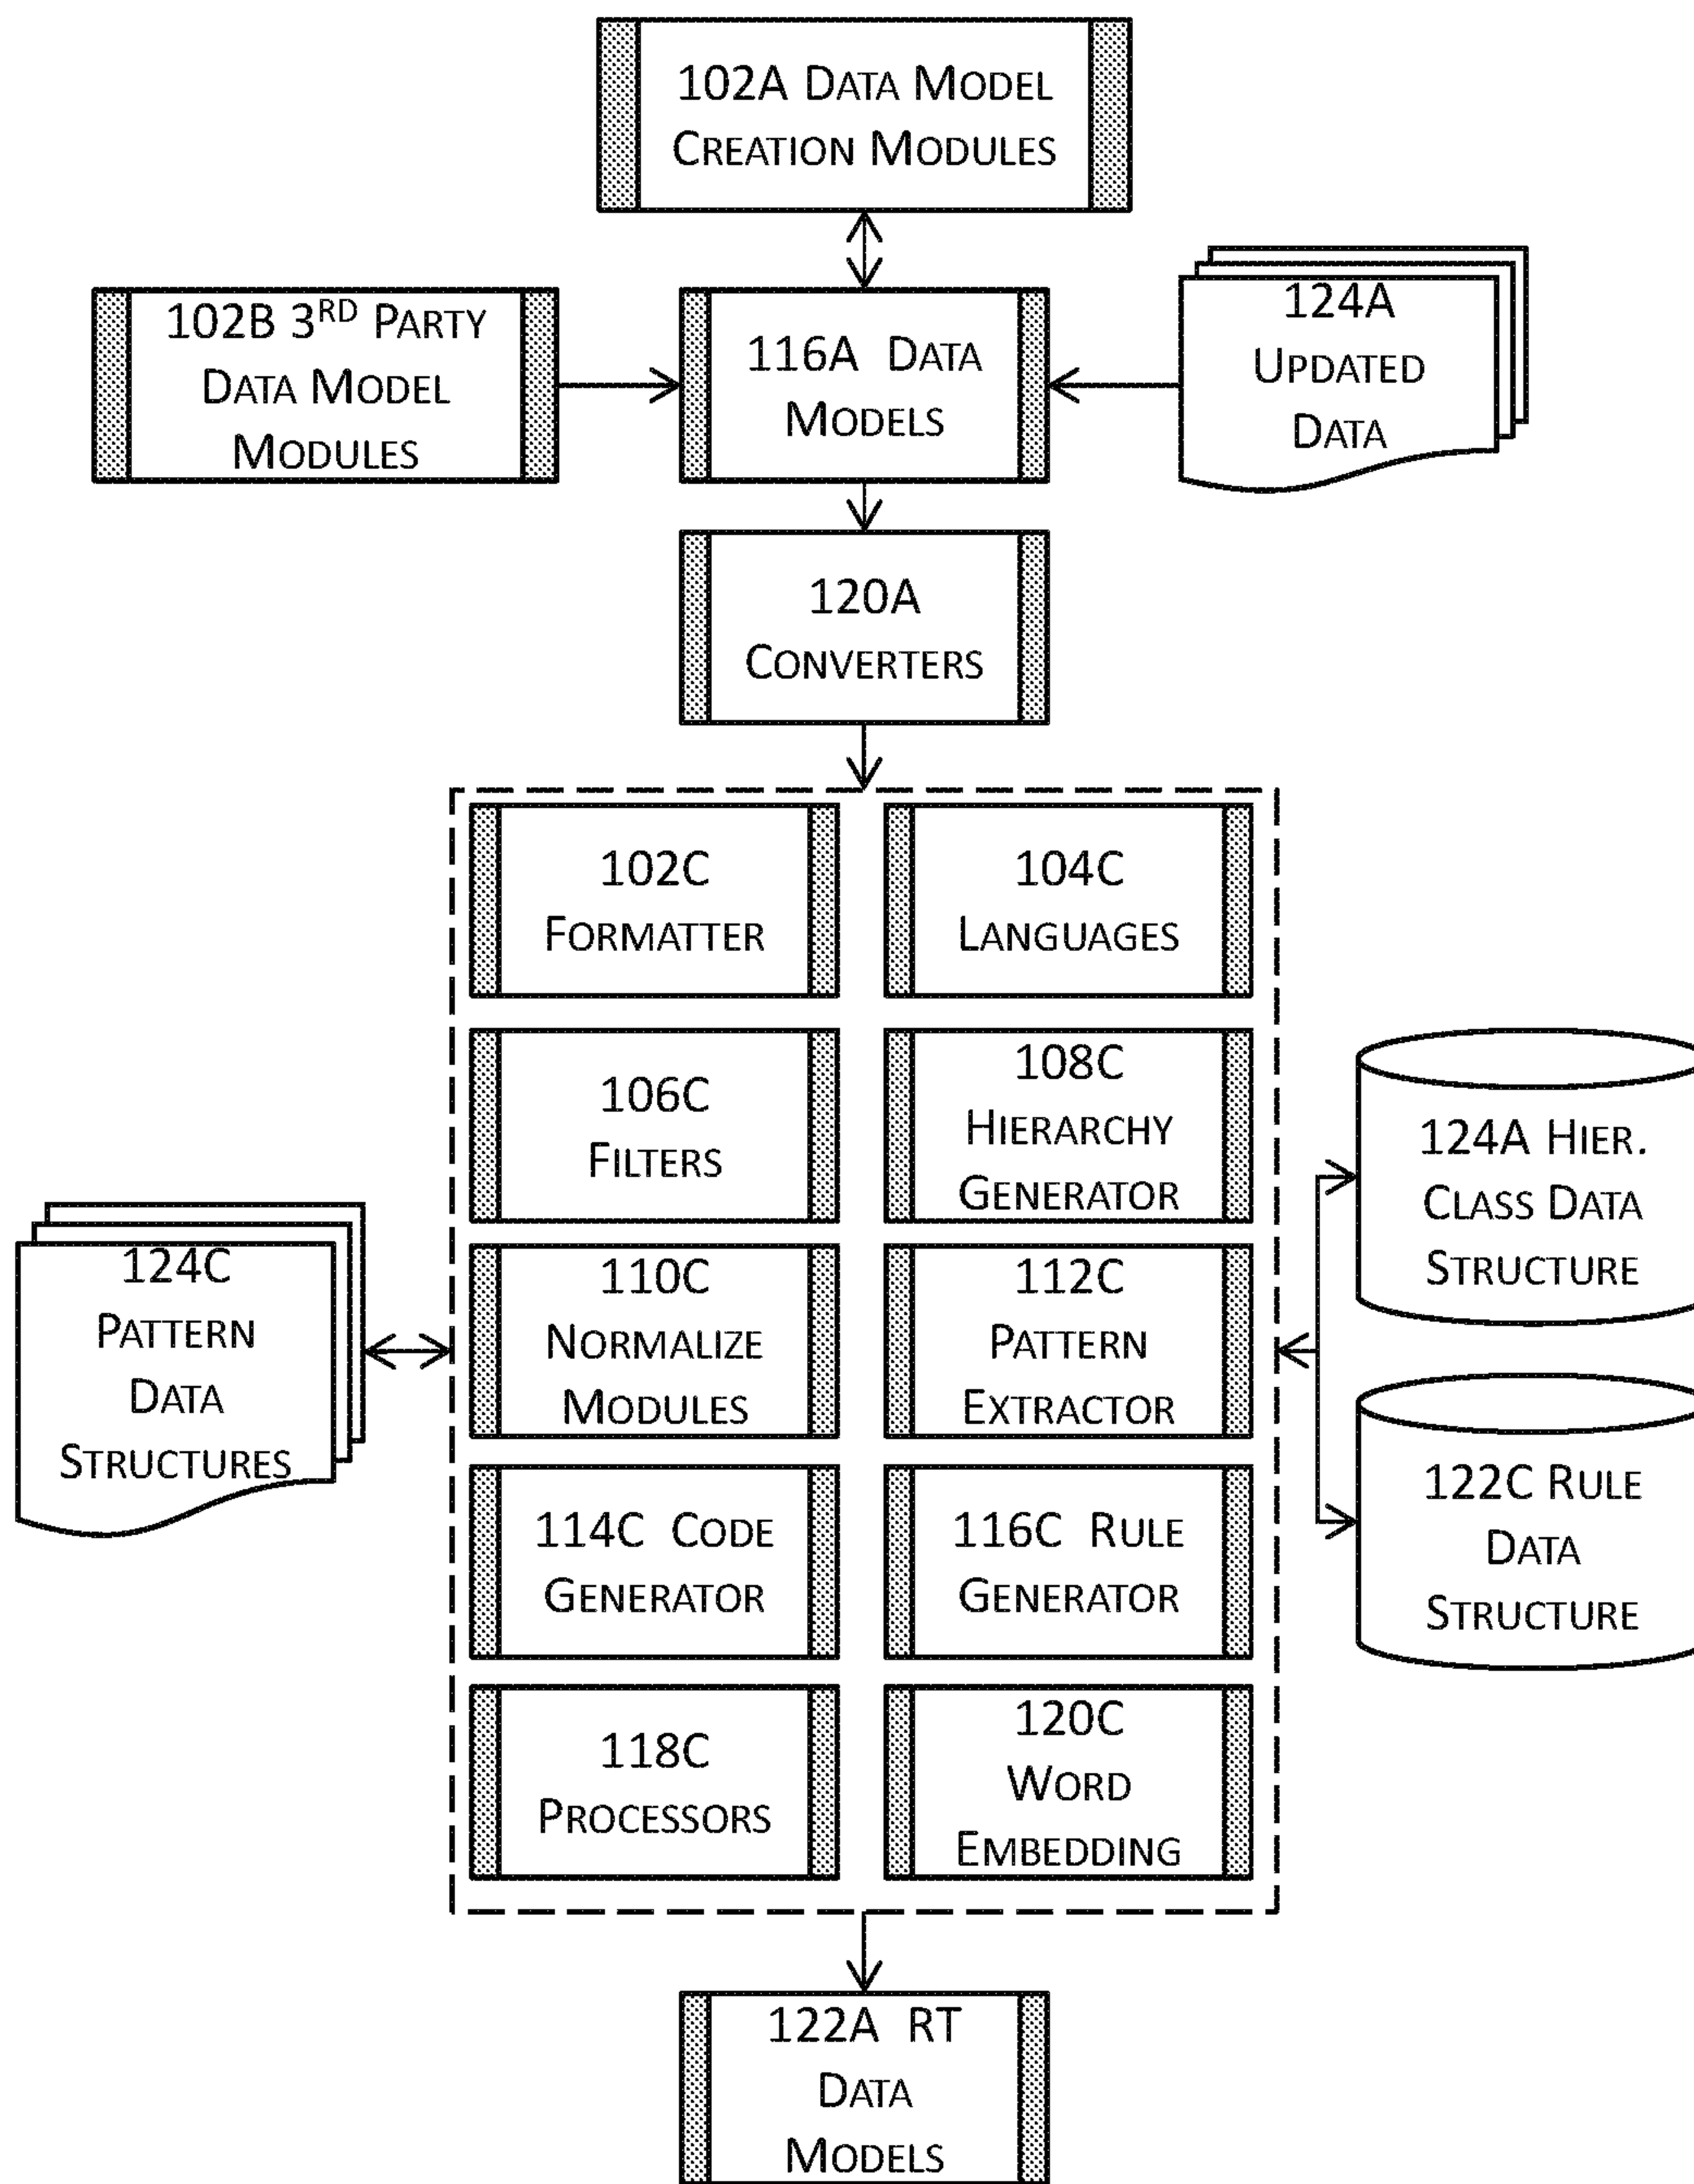 102A DATA MODEL
CREATION MODULES
102B 3RD PARTY
DATA MODEL
MODULES
116A DATA
MODELS
124A
UPDATED
DATA
120A
CONVERTERS
102C
FORMATTER
104C
LANGUAGES
106C
FILTERS
108C
HIERARCHY
GENERATOR
124A HIER.
CLASS DATA
STRUCTURE
124C
PATTERN
DATA
STRUCTURES
110C
NORMALIZE
MODULES
112C
PATTERN
EXTRACTOR
122C RULE
DATA
STRUCTURE
114C CODE
GENERATOR
116C RULE
GENERATOR
118C
PROCESSORS
120C
WORD
EMBEDDING
122A RT
DATA
MODELS